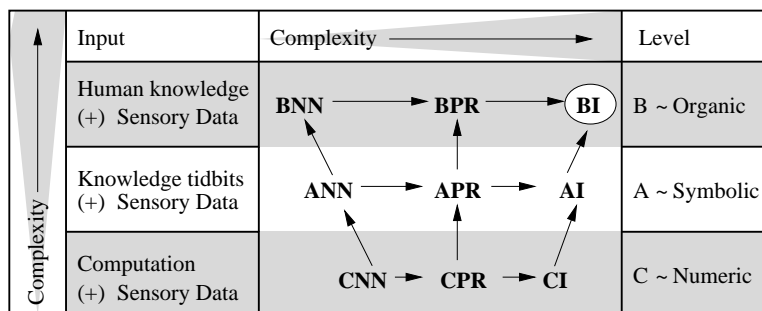 Input
Complexity
Level
Human knowledge
(+) Sensory Data
BNN
BPR
BI
B ~ Organic
Knowledge tidbits
(+) Sensory Data
ANN
APR
AI
A ~ Symbolic
Computation
(+) Sensory Data
CNN
CPR
CI
C ~ Numeric
Complexity